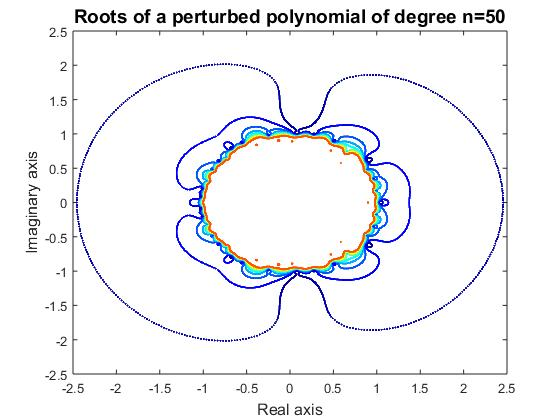 Roots of a perturbed polynomial of degree n=50
2.5
2
1.5
1
0.5
0
-0.5
-1
-1.5
-2
-2.5
Imaginary axis
-2.5 -2 -1.5 -1 -0.5 0 0.5 1 1.5 2 2.5
Real axis